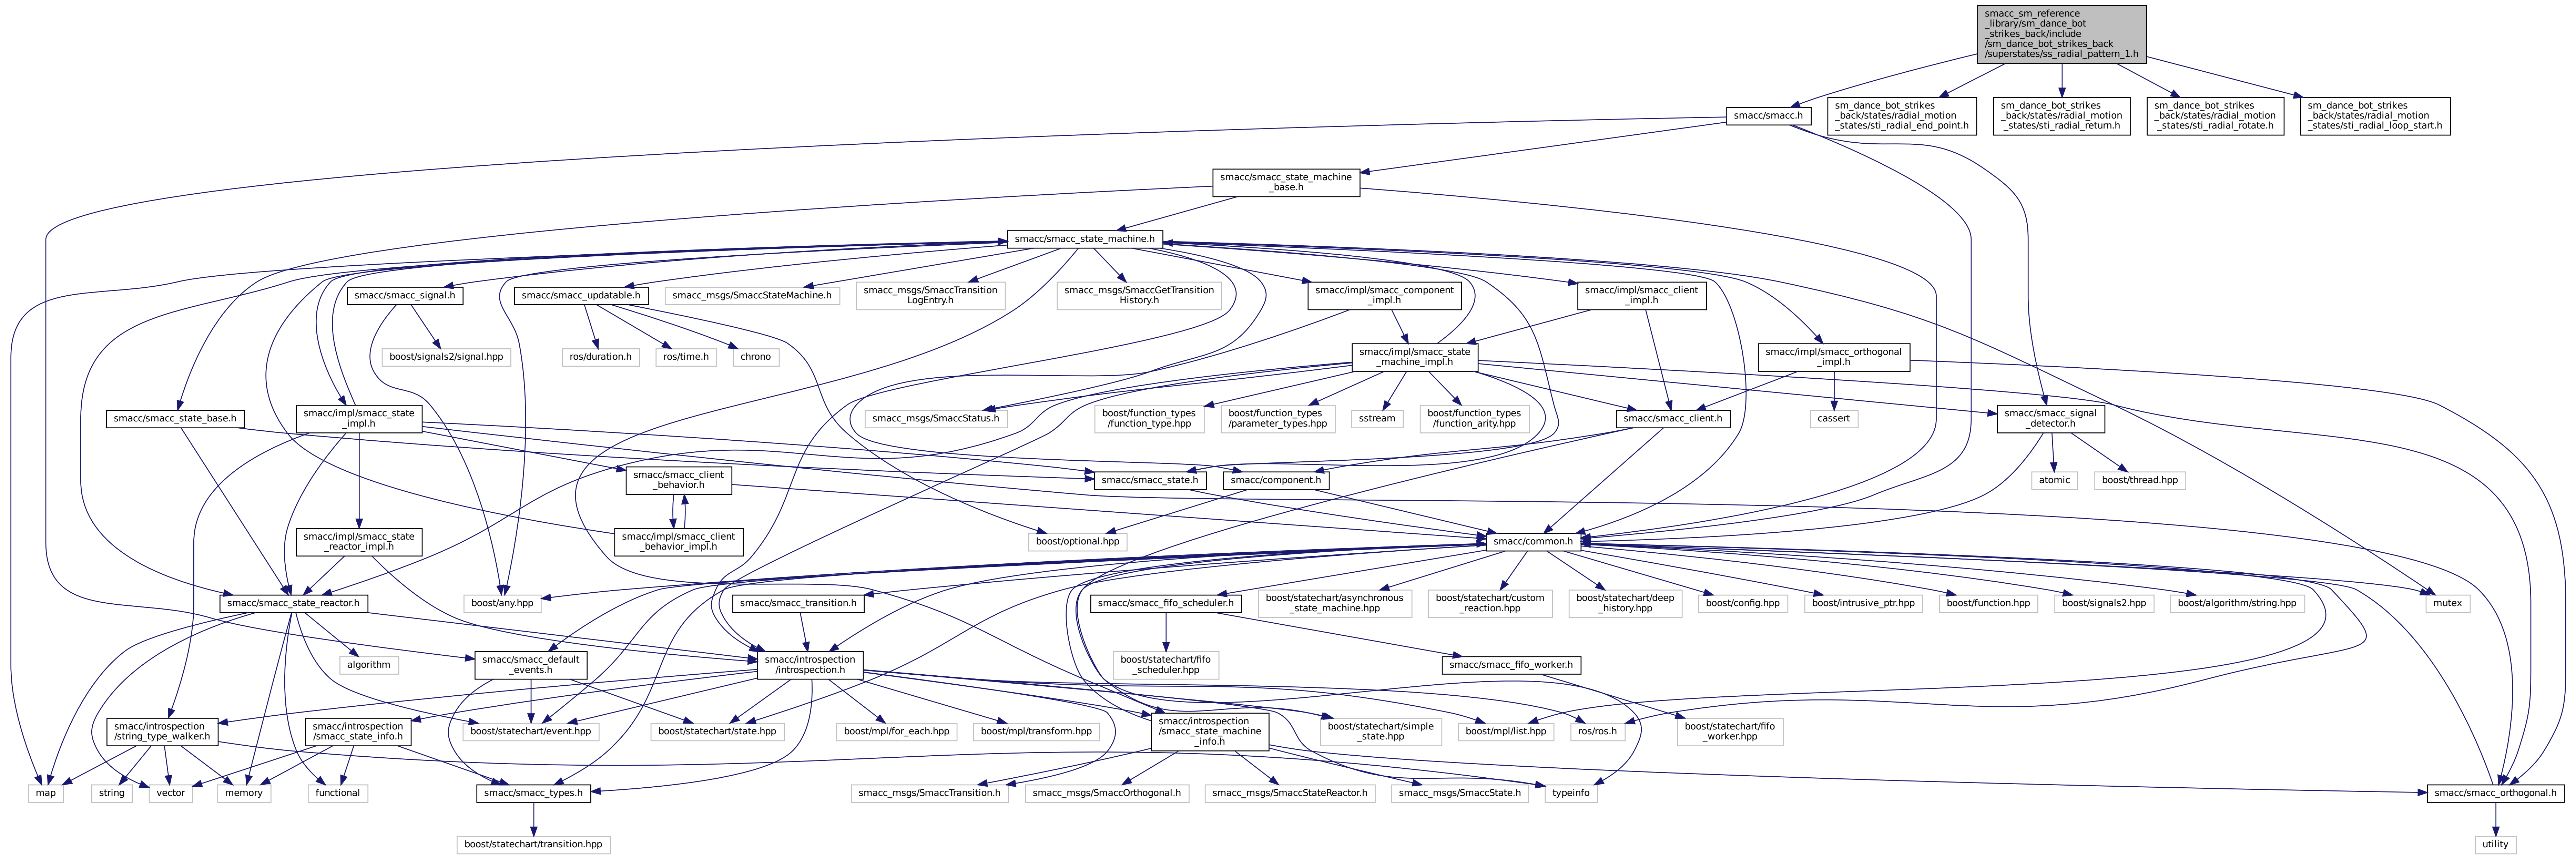 smacc_sm_reference
_library/sm_dance_bot
_strikes_back/include
/sm_dance_bot_strikes_back
/superstates/ss_radial_pattern_1.h
smacc/smacc.h
sm_dance_bot_strikes
_back/states/radial_motion
_states/sti_radial_end_point.h
sm_dance_bot_strikes
_back/states/radial_motion
_states/sti_radial_return.h
sm_dance_bot_strikes
_back/states/radial_motion
_states/sti_radial_rotate.h
sm_dance_bot_strikes
_back/states/radial_motion
_states/sti_radial_loop_start.h
smacc/smacc_state_machine
_base.h
smacc/smacc_state_machine.h
smacc/smacc_signal.h
smacc/smacc_updatable.h
smacc_msgs/SmaccStateMachine.h
smacc_msgs/SmaccTransition
LogEntry.h
smacc_msgs/SmaccGetTransition
History.h
smacc/impl/smacc_component
_impl.h
smacc/impl/smacc_client
_impl.h
boost/signals2/signal.hpp
ros/duration.h
ros/time.h
chrono
smacc/impl/smacc_state
_machine_impl.h
smacc/impl/smacc_orthogonal
_impl.h
smacc/smacc_state_base.h
smacc/impl/smacc_state
_impl.h
smacc_msgs/SmaccStatus.h
boost/function_types
/function_type.hpp
boost/function_types
/parameter_types.hpp
sstream
boost/function_types
/function_arity.hpp
smacc/smacc_client.h
cassert
smacc/smacc_signal
_detector.h
smacc/smacc_client
_behavior.h
smacc/smacc_state.h
smacc/component.h
atomic
boost/thread.hpp
smacc/impl/smacc_state
_reactor_impl.h
smacc/impl/smacc_client
_behavior_impl.h
boost/optional.hpp
smacc/common.h
smacc/smacc_state_reactor.h
boost/any.hpp
smacc/smacc_transition.h
smacc/smacc_fifo_scheduler.h
boost/statechart/asynchronous
_state_machine.hpp
boost/statechart/custom
_reaction.hpp
boost/statechart/deep
_history.hpp
boost/config.hpp
boost/intrusive_ptr.hpp
boost/function.hpp
boost/signals2.hpp
boost/algorithm/string.hpp
mutex
algorithm
smacc/smacc_default
_events.h
smacc/introspection
/introspection.h
boost/statechart/fifo
_scheduler.hpp
smacc/smacc_fifo_worker.h
smacc/introspection
/string_type_walker.h
smacc/introspection
/smacc_state_info.h
boost/statechart/event.hpp
boost/statechart/state.hpp
boost/mpl/for_each.hpp
boost/mpl/transform.hpp
smacc/introspection
/smacc_state_machine
_info.h
boost/statechart/simple
_state.hpp
boost/mpl/list.hpp
ros/ros.h
boost/statechart/fifo
_worker.hpp
map
string
vector
memory
functional
smacc/smacc_types.h
smacc_msgs/SmaccTransition.h
smacc_msgs/SmaccOrthogonal.h
smacc_msgs/SmaccStateReactor.h
smacc_msgs/SmaccState.h
typeinfo
smacc/smacc_orthogonal.h
boost/statechart/transition.hpp
utility